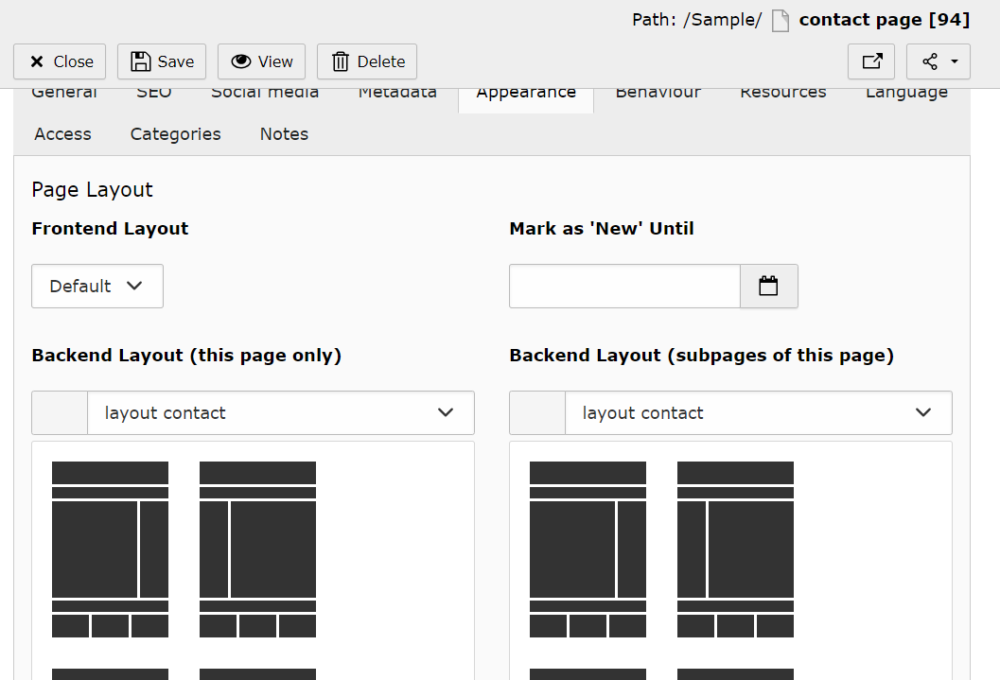 Path: /Sample/ contact page [94]
Close Save View Delete
General SEO Social media Metadata Appearance Behaviour Resources Language
Access Categories Notes
Page Layout
Frontend Layout Mark as 'New' Until
Default
Backend Layout (this page only) Backend Layout (subpages of this page)
layout contact layout contact